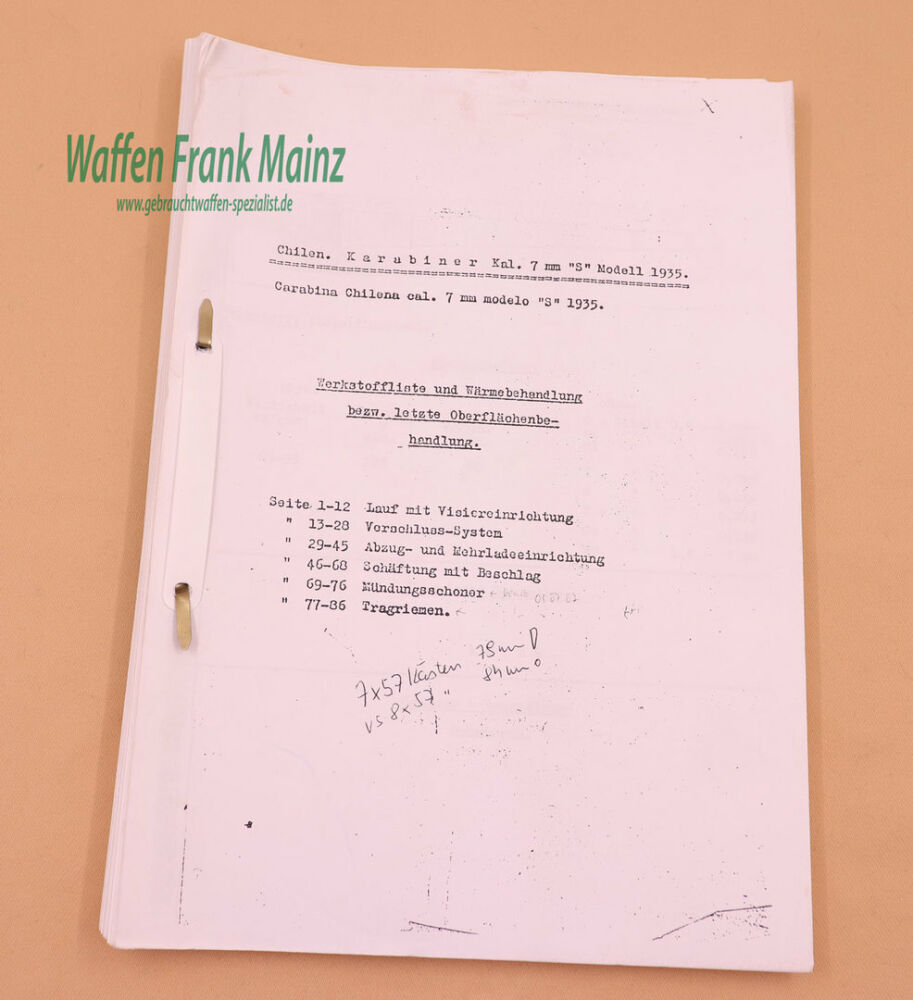 Waffen Frank Mainz
www.gebrauchtwaffen-spezialist.de
X
Chilen. Karabiner Kal. 7 mm "S" Modell 1935.
Carabina Chilena cal. 7 mm modelo "S" 1935.
Werkstoffliste und Wärmebehandlung
bezw. letzte Oberflächenbe-
handlung.
Seite 1-12 Lauf mit Visiereinrichtung
" 13-28 Verschluss-System
" 29-45 Abzug- und Mehrladeeinrichtung
" 46-68 Schäftung mit Beschlag
" 69-76 Mündungsschoner
" 77-86 Tragriemen.
7x57 Kasten 78mm
vs 8x57 " 84mm